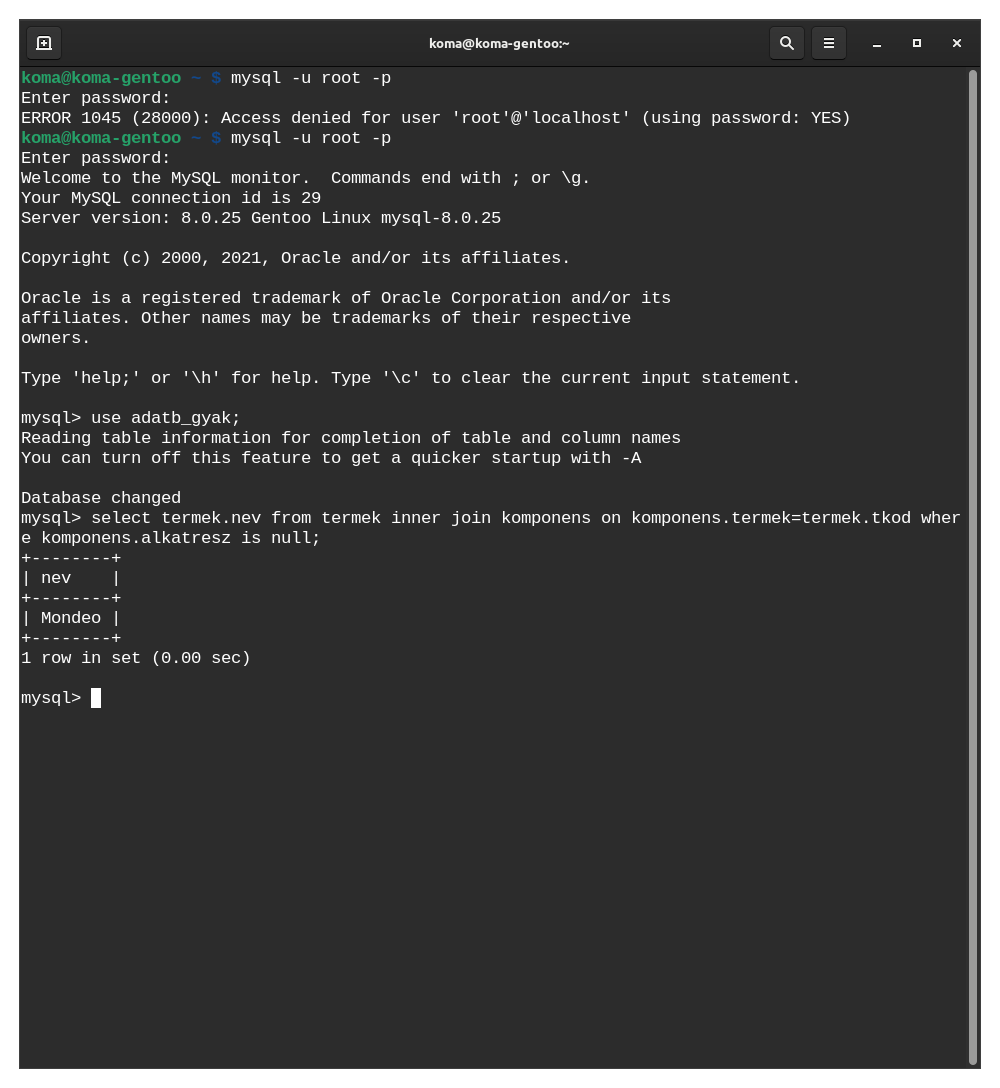 koma@koma-gentoo:~
koma@koma-gentoo ~ $ mysql -u root -p
Enter password:
ERROR 1045 (28000): Access denied for user 'root'@'localhost' (using password: YES)
koma@koma-gentoo ~ $ mysql -u root -p
Enter password:
Welcome to the MySQL monitor.  Commands end with ; or \g.
Your MySQL connection id is 29
Server version: 8.0.25 Gentoo Linux mysql-8.0.25
Copyright (c) 2000, 2021, Oracle and/or its affiliates.
Oracle is a registered trademark of Oracle Corporation and/or its
affiliates. Other names may be trademarks of their respective
owners.
Type 'help;' or '\h' for help. Type '\c' to clear the current input statement.
mysql> use adatb_gyak;
Reading table information for completion of table and column names
You can turn off this feature to get a quicker startup with -A
Database changed
mysql> select termek.nev from termek inner join komponens on komponens.termek=termek.tkod wher
e komponens.alkatresz is null;
+--------+
| nev    |
+--------+
| Mondeo |
+--------+
1 row in set (0.00 sec)
mysql>